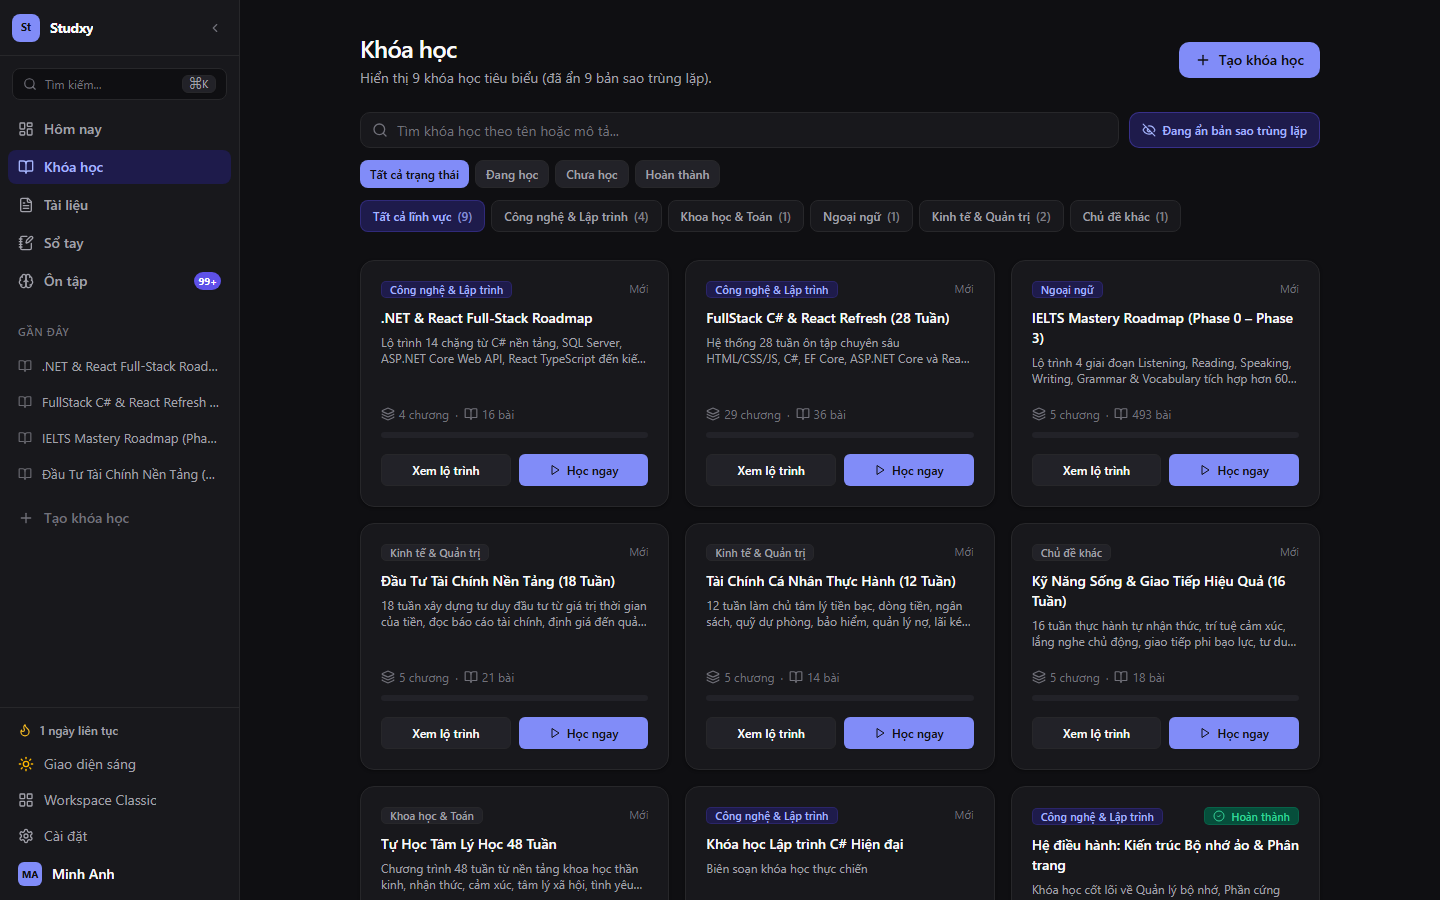 St Studxy
Tìm kiếm... ⌘K
Hôm nay
Khóa học
Tài liệu
Sổ tay
Ôn tập 99+
GẦN ĐÂY
.NET & React Full-Stack Road...
FullStack C# & React Refresh ...
IELTS Mastery Roadmap (Pha...
Đầu Tư Tài Chính Nền Tảng (...
Tạo khóa học
1 ngày liên tục
Giao diện sáng
Workspace Classic
Cài đặt
MA Minh Anh
Khóa học
Hiển thị 9 khóa học tiêu biểu (đã ẩn 9 bản sao trùng lặp).
Tạo khóa học
Tìm khóa học theo tên hoặc mô tả...
Đang ẩn bản sao trùng lặp
Tất cả trạng thái Đang học Chưa học Hoàn thành
Tất cả lĩnh vực (9) Công nghệ & Lập trình (4) Khoa học & Toán (1) Ngoại ngữ (1) Kinh tế & Quản trị (2) Chủ đề khác (1)
Công nghệ & Lập trình Mới
.NET & React Full-Stack Roadmap
Lộ trình 14 chặng từ C# nền tảng, SQL Server,
ASP.NET Core Web API, React TypeScript đến kiế...
4 chương · 16 bài
Xem lộ trình Học ngay
Công nghệ & Lập trình Mới
FullStack C# & React Refresh (28 Tuần)
Hệ thống 28 tuần ôn tập chuyên sâu
HTML/CSS/JS, C#, EF Core, ASP.NET Core và Rea...
29 chương · 36 bài
Xem lộ trình Học ngay
Ngoại ngữ Mới
IELTS Mastery Roadmap (Phase 0 – Phase
3)
Lộ trình 4 giai đoạn Listening, Reading, Speaking,
Writing, Grammar & Vocabulary tích hợp hơn 60...
5 chương · 493 bài
Xem lộ trình Học ngay
Kinh tế & Quản trị Mới
Đầu Tư Tài Chính Nền Tảng (18 Tuần)
18 tuần xây dựng tư duy đầu tư từ giá trị thời gian
của tiền, đọc báo cáo tài chính, định giá đến quả...
5 chương · 21 bài
Xem lộ trình Học ngay
Kinh tế & Quản trị Mới
Tài Chính Cá Nhân Thực Hành (12 Tuần)
12 tuần làm chủ tâm lý tiền bạc, dòng tiền, ngân
sách, quỹ dự phòng, bảo hiểm, quản lý nợ, lãi ké...
5 chương · 14 bài
Xem lộ trình Học ngay
Chủ đề khác Mới
Kỹ Năng Sống & Giao Tiếp Hiệu Quả (16
Tuần)
16 tuần thực hành tự nhận thức, trí tuệ cảm xúc,
lắng nghe chủ động, giao tiếp phi bạo lực, tư du...
5 chương · 18 bài
Xem lộ trình Học ngay
Khoa học & Toán Mới
Tự Học Tâm Lý Học 48 Tuần
Chương trình 48 tuần từ nền tảng khoa học thần
kinh, nhận thức, cảm xúc, tâm lý xã hội, tình yêu...
Công nghệ & Lập trình Mới
Khóa học Lập trình C# Hiện đại
Biên soạn khóa học thực chiến
Công nghệ & Lập trình Hoàn thành
Hệ điều hành: Kiến trúc Bộ nhớ ảo & Phân
trang
Khóa học cốt lõi về Quản lý bộ nhớ, Phần cứng